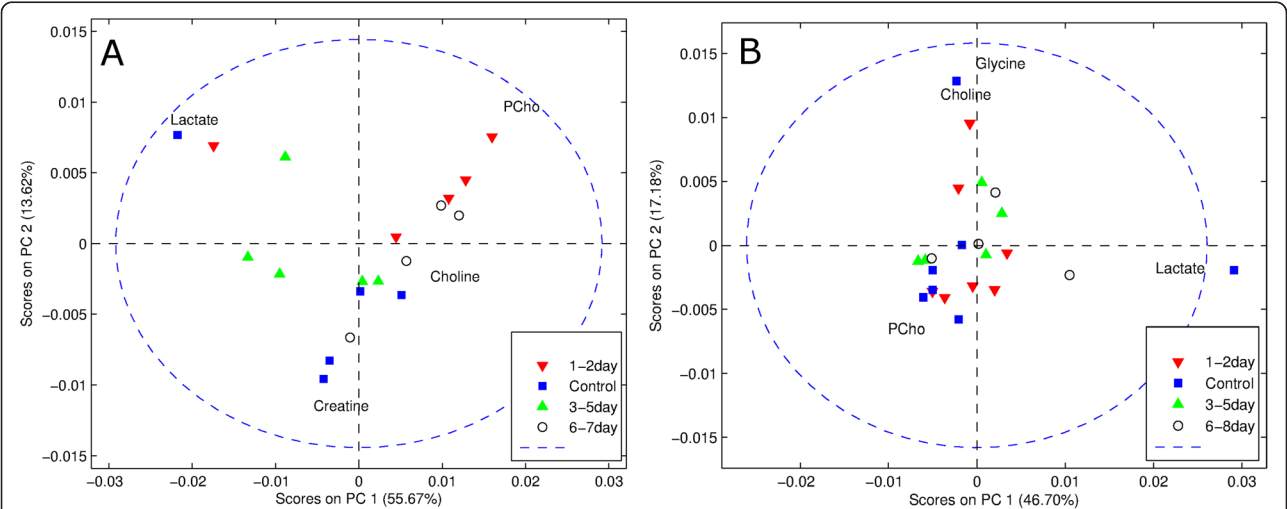 A
0.015
0.01
0.005
0
−0.005
−0.01
−0.015
Scores on PC 2 (13.62%)
Lactate
PCho
Choline
Creatine
1−2day
Control
3−5day
6−7day
−0.03
−0.02
−0.01
0
0.01
0.02
0.03
Scores on PC 1 (55.67%)
B
0.015
0.01
0.005
0
−0.005
−0.01
−0.015
Scores on PC 2 (17.18%)
Glycine
Choline
Lactate
PCho
1−2day
Control
3−5day
6−8day
−0.02
−0.01
0
0.01
0.02
0.03
Scores on PC 1 (46.70%)